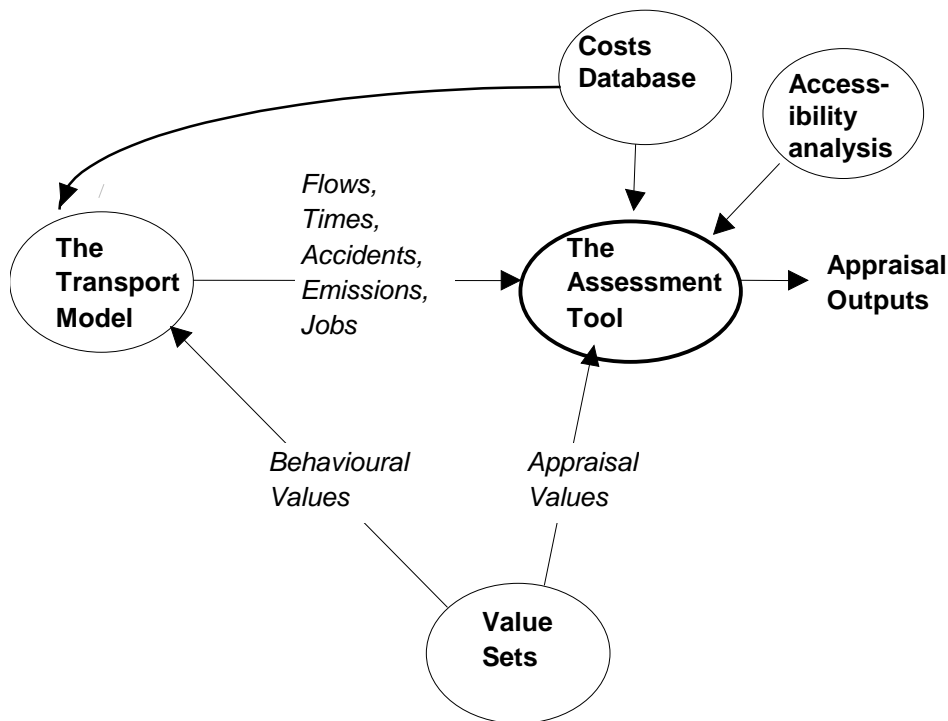 Costs
Database
Access-
ibility
analysis
Flows,
Times,
Accidents,
Emissions,
Jobs
The
Transport
Model
The
Assessment
Tool
Appraisal
Outputs
Behavioural
Values
Appraisal
Values
Value
Sets